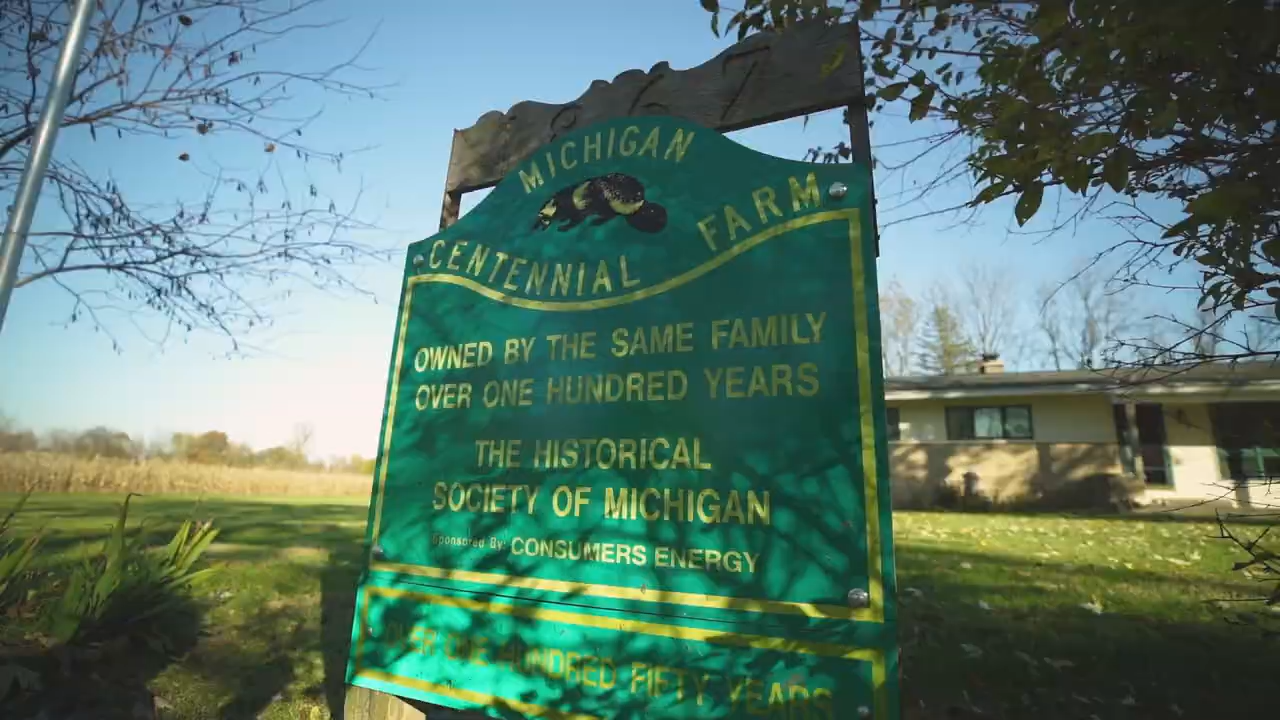 MICHIGAN
CENTENNIAL FARM
OWNED BY THE SAME FAMILY
OVER ONE HUNDRED YEARS
THE HISTORICAL
SOCIETY OF MICHIGAN
Sponsored By: CONSUMERS ENERGY
OVER ONE HUNDRED FIFTY YEARS